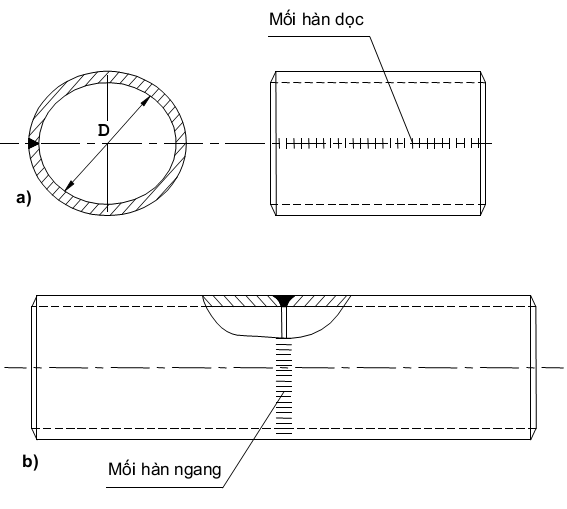 Mối hàn dọc
D
a)
b)
Mối hàn ngang